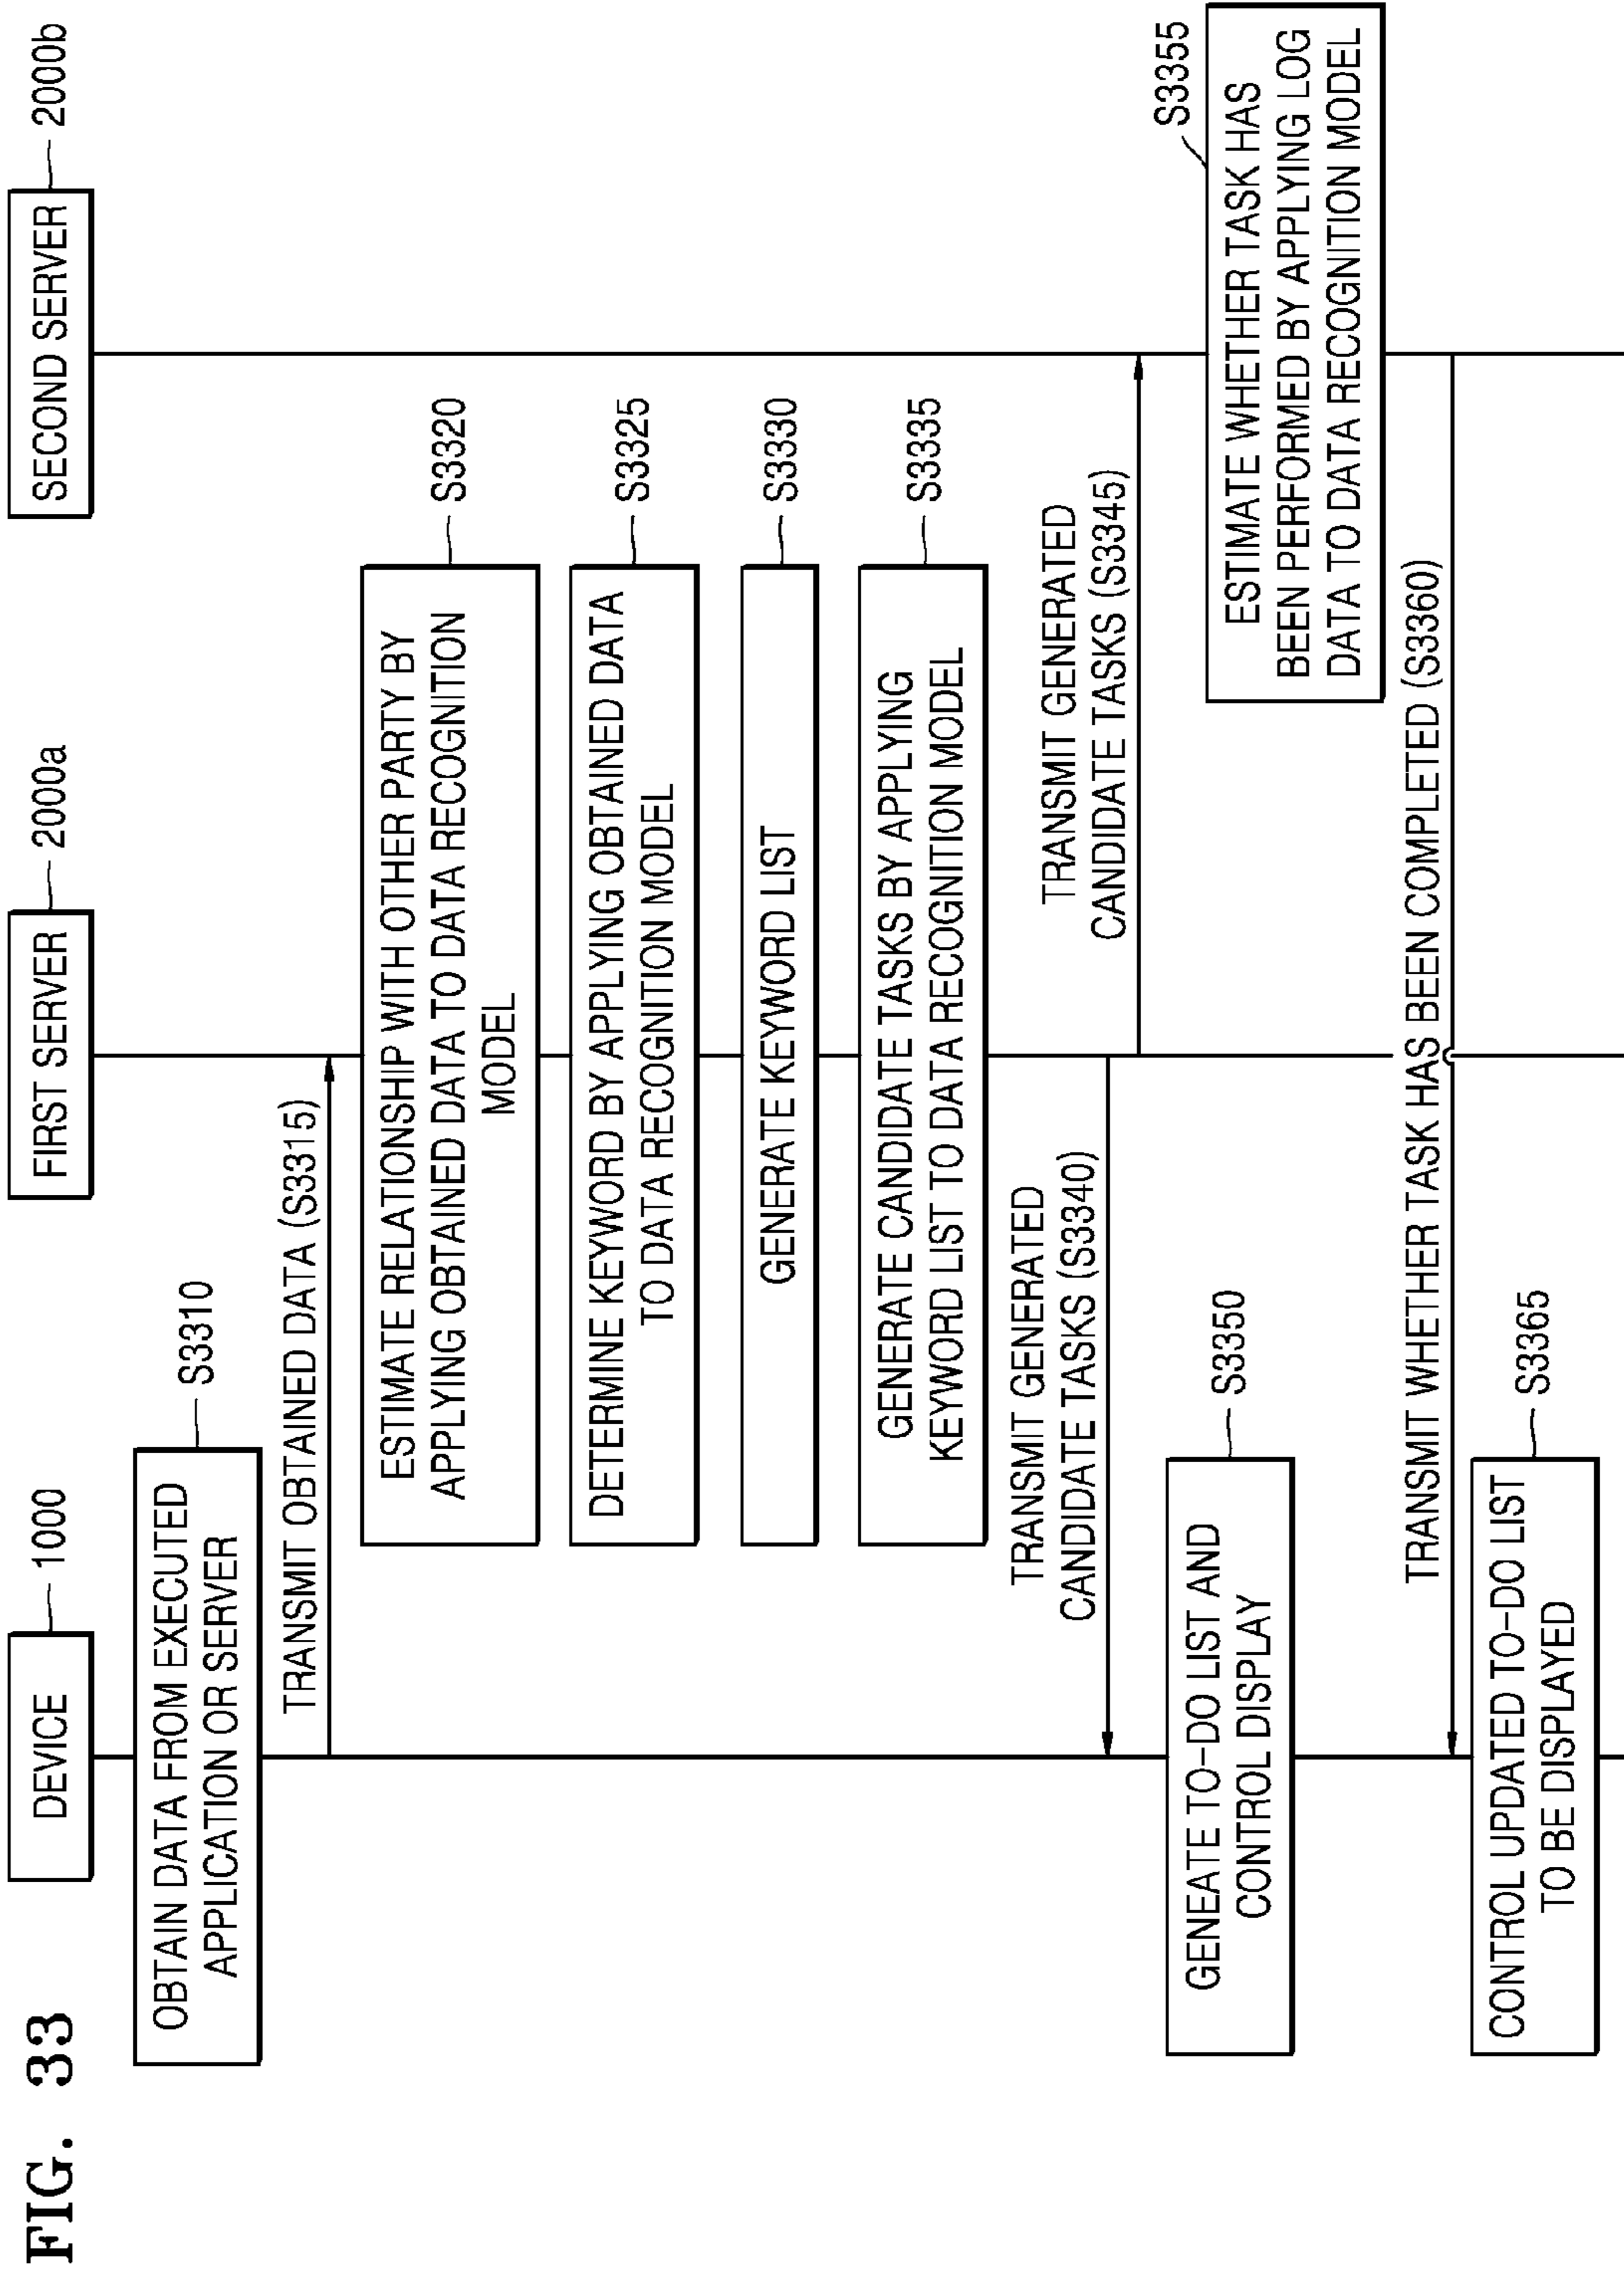 FIG. 33
DEVICE
1000
FIRST SERVER
2000a
SECOND SERVER
2000b
OBTAIN DATA FROM EXECUTED
APPLICATION OR SERVER
S3310
TRANSMIT OBTAINED DATA (S3315)
ESTIMATE RELATIONSHIP WITH OTHER PARTY BY
APPLYING OBTAINED DATA TO DATA RECOGNITION
MODEL
S3320
DETERMINE KEYWORD BY APPLYING OBTAINED DATA
TO DATA RECOGNITION MODEL
S3325
GENERATE KEYWORD LIST
S3330
GENERATE CANDIDATE TASKS BY APPLYING
KEYWORD LIST TO DATA RECOGNITION MODEL
S3335
TRANSMIT GENERATED
CANDIDATE TASKS (S3340)
TRANSMIT GENERATED
CANDIDATE TASKS (S3345)
GENEATE TO-DO LIST AND
CONTROL DISPLAY
S3350
S3355
ESTIMATE WHETHER TASK HAS
BEEN PERFORMED BY APPLYING LOG
DATA TO DATA RECOGNITION MODEL
TRANSMIT WHETHER TASK HAS BEEN COMPLETED (S3360)
CONTROL UPDATED TO-DO LIST
TO BE DISPLAYED
S3365